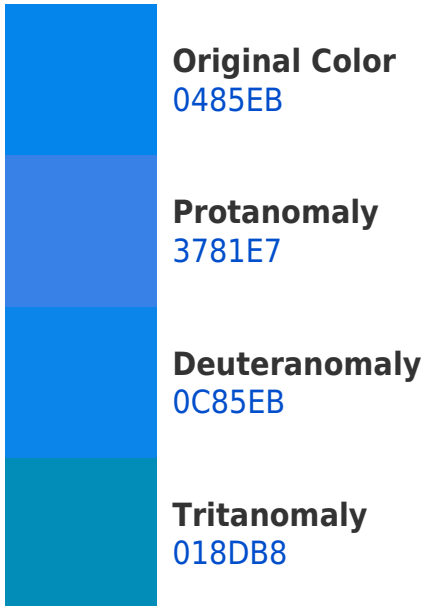 Original Color
0485EB
Protanomaly
3781E7
Deuteranomaly
0C85EB
Tritanomaly
018DB8